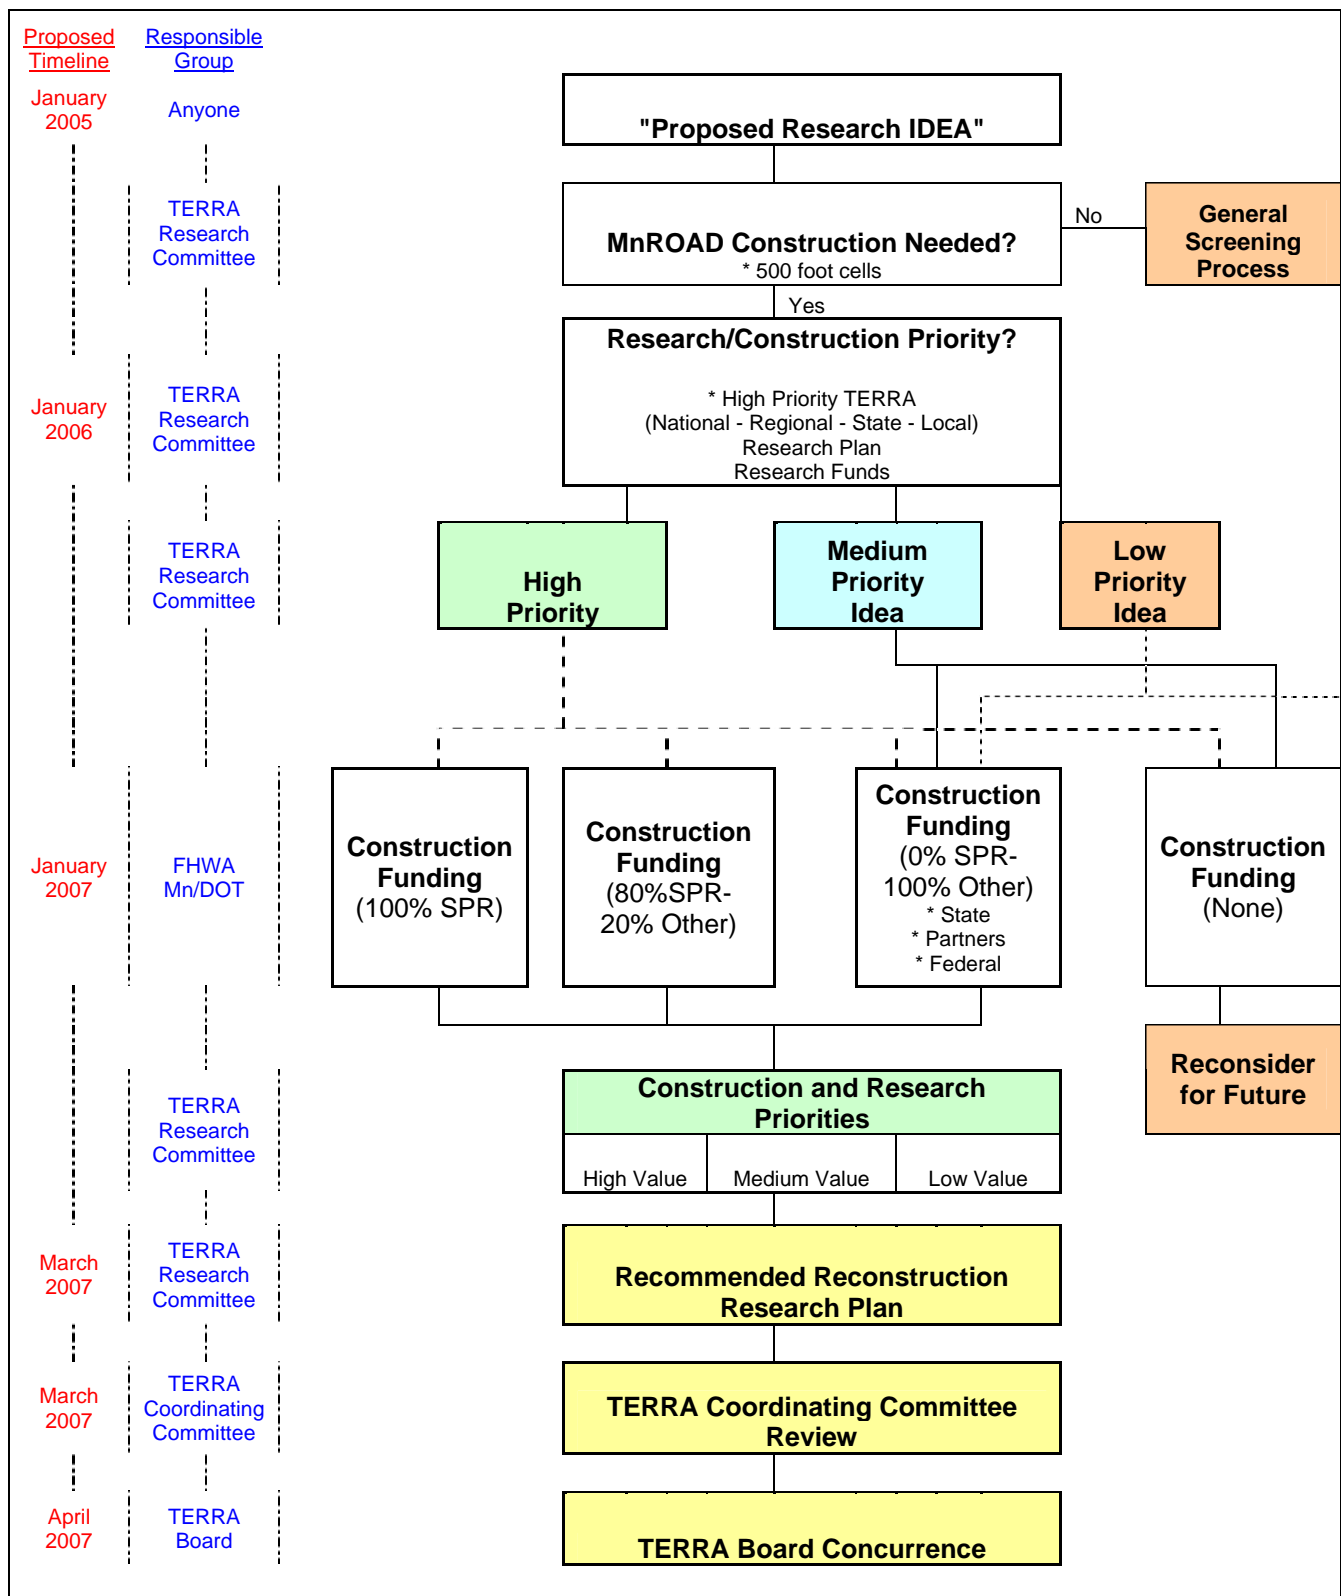 Proposed
Timeline
Responsible
Group
January
2005
Anyone
"Proposed Research IDEA"
TERRA
Research
Committee
MnROAD Construction Needed?
* 500 foot cells
No
General
Screening
Process
Yes
January
2006
TERRA
Research
Committee
Research/Construction Priority?
* High Priority TERRA
(National - Regional - State - Local)
Research Plan
Research Funds
TERRA
Research
Committee
High
Priority
Medium
Priority
Idea
Low
Priority
Idea
January
2007
FHWA
Mn/DOT
Construction
Funding
(100% SPR)
Construction
Funding
(80%SPR-
20% Other)
Construction
Funding
(0% SPR-
100% Other)
* State
* Partners
* Federal
Construction
Funding
(None)
Reconsider
for Future
TERRA
Research
Committee
Construction and Research
Priorities
High Value
Medium Value
Low Value
March
2007
TERRA
Research
Committee
Recommended Reconstruction
Research Plan
March
2007
TERRA
Coordinating
Committee
TERRA Coordinating Committee
Review
April
2007
TERRA
Board
TERRA Board Concurrence